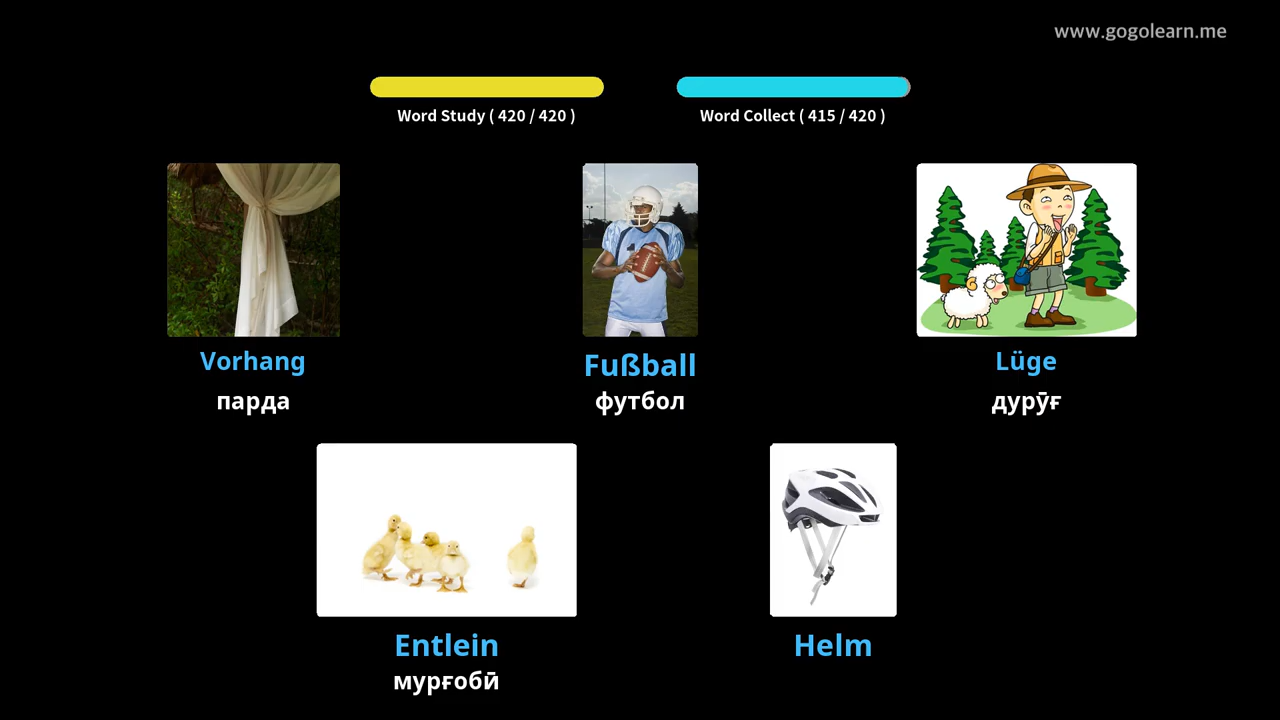 www.gogolearn.me
Word Study ( 420 / 420 )
Word Collect ( 415 / 420 )
Vorhang
парда
Fußball
футбол
Lüge
дурӯғ
Entlein
мурғобӣ
Helm